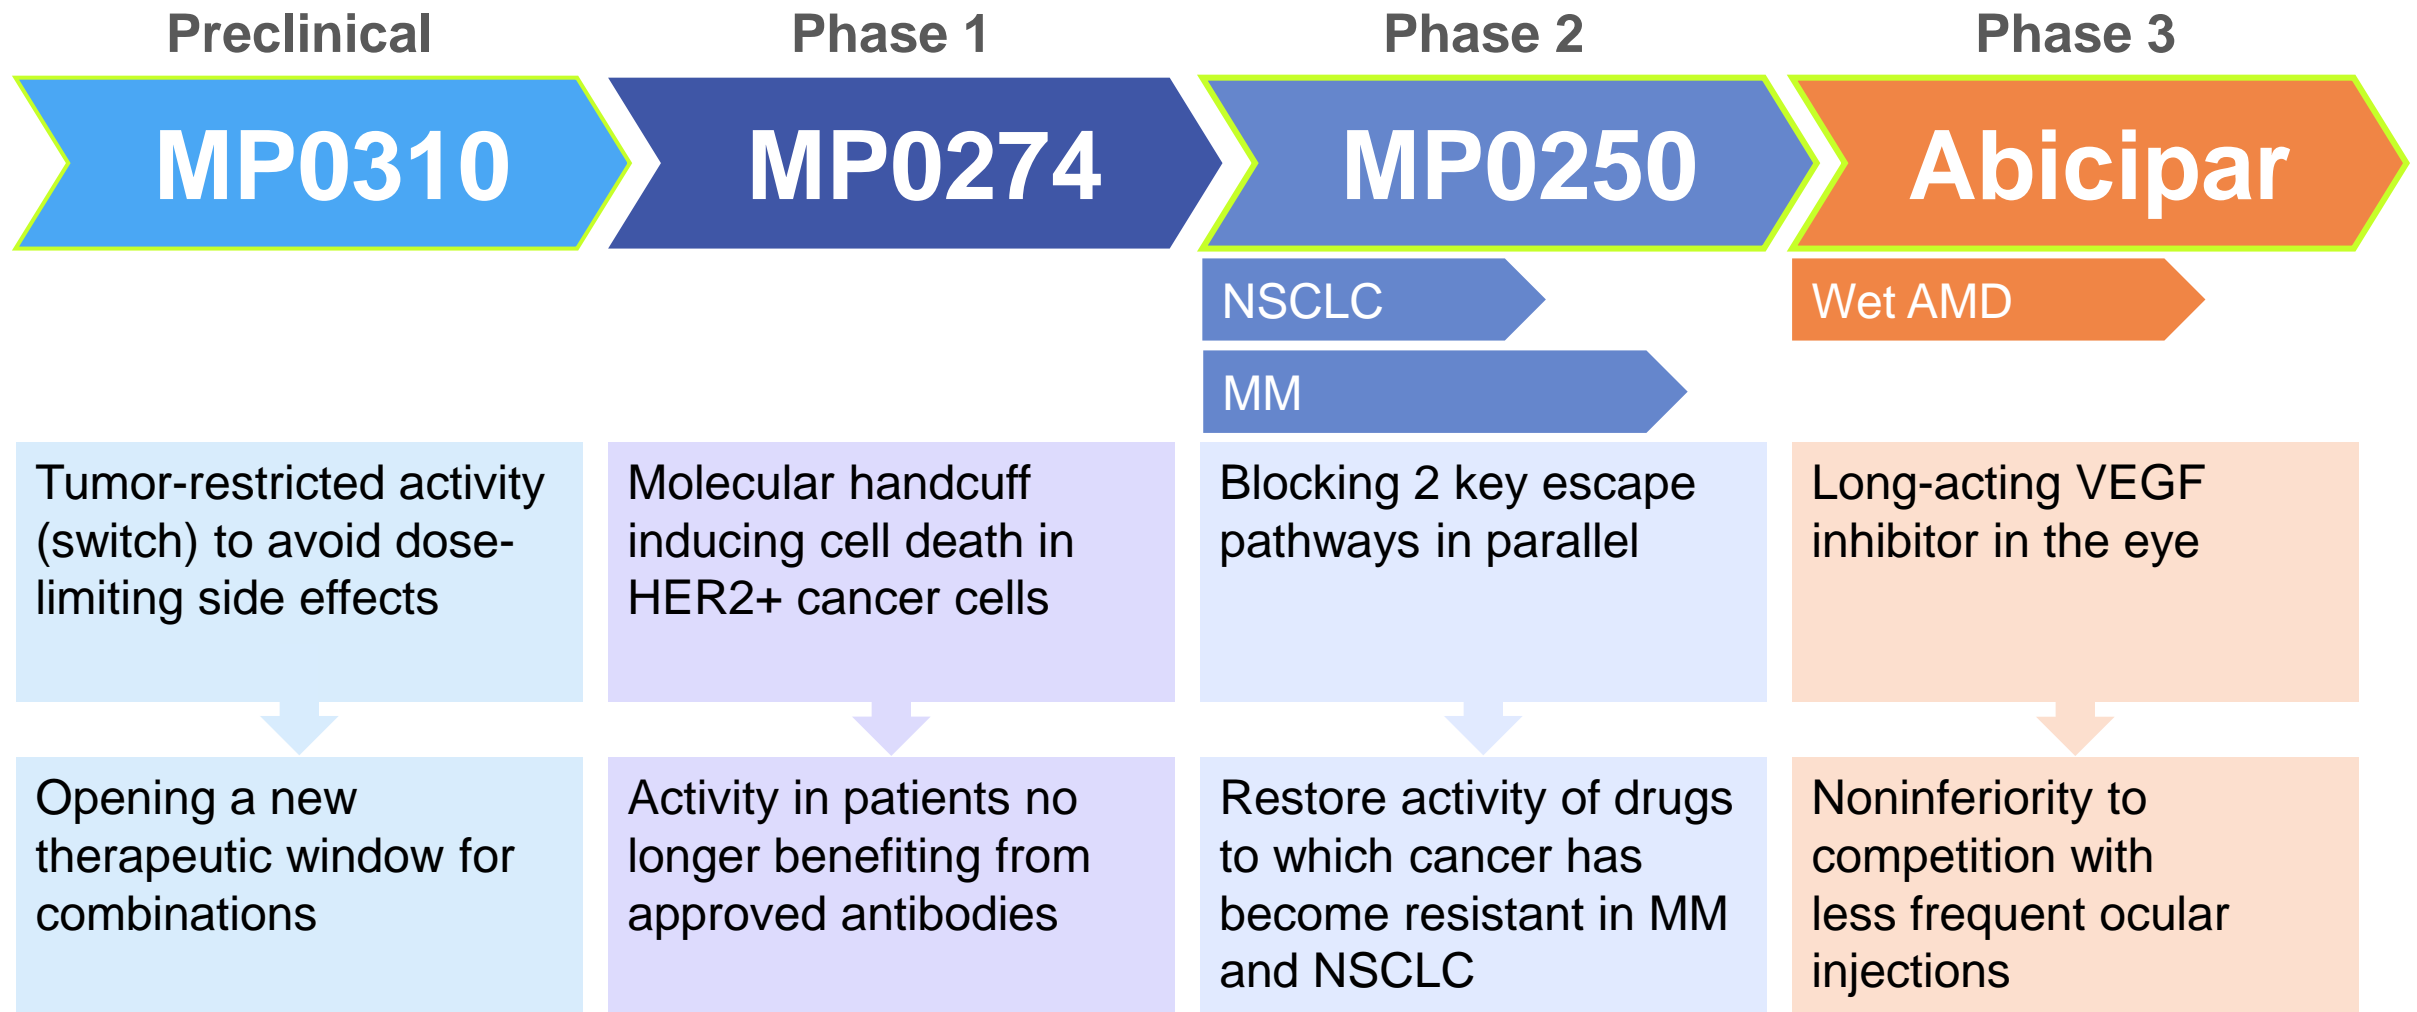 Preclinical
Phase 1
Phase 2
Phase 3
MP0310
MP0274
MP0250
Abicipar
NSCLC
Wet AMD
MM
Tumor-restricted activity
(switch) to avoid dose-
limiting side effects
Molecular handcuff
inducing cell death in
HER2+ cancer cells
Blocking 2 key escape
pathways in parallel
Long-acting VEGF
inhibitor in the eye
Opening a new
therapeutic window for
combinations
Activity in patients no
longer benefiting from
approved antibodies
Restore activity of drugs
to which cancer has
become resistant in MM
and NSCLC
Noninferiority to
competition with
less frequent ocular
injections